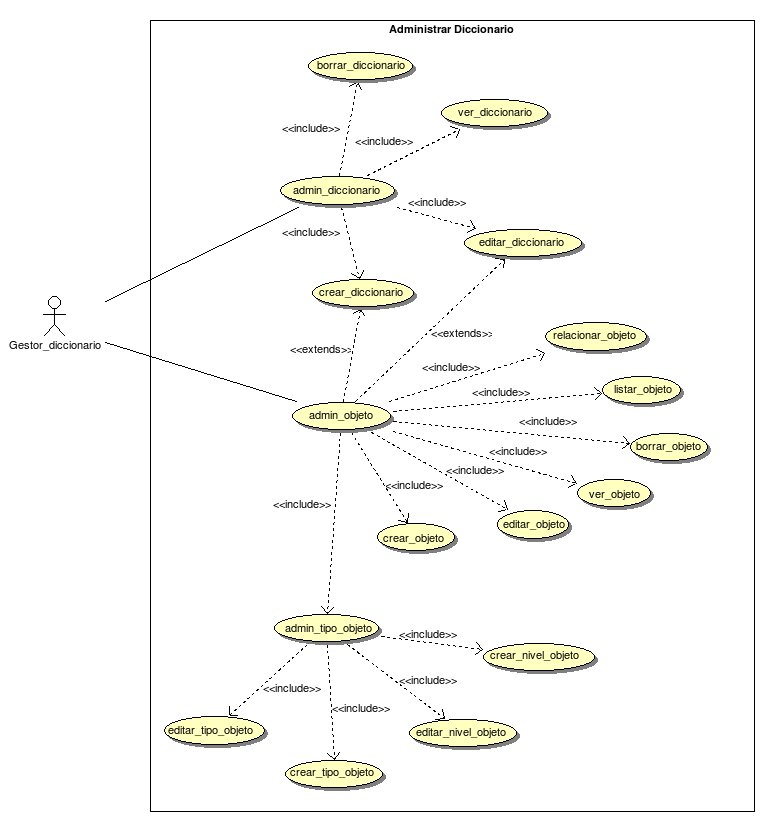 Administrar Diccionario
borrar_diccionario
ver_diccionario
<<include>>
<<include>>
admin_diccionario
<<include>>
<<include>>
editar_diccionario
crear_diccionario
Gestor_diccionario
<<extends>>
relacionar_objeto
<<extends>>
<<include>>
listar_objeto
<<include>>
admin_objeto
<<include>>
borrar_objeto
<<include>>
<<include>>
<<include>>
ver_objeto
<<include>>
editar_objeto
crear_objeto
admin_tipo_objeto
<<include>>
crear_nivel_objeto
<<include>>
<<include>>
<<include>>
editar_tipo_objeto
editar_nivel_objeto
crear_tipo_objeto